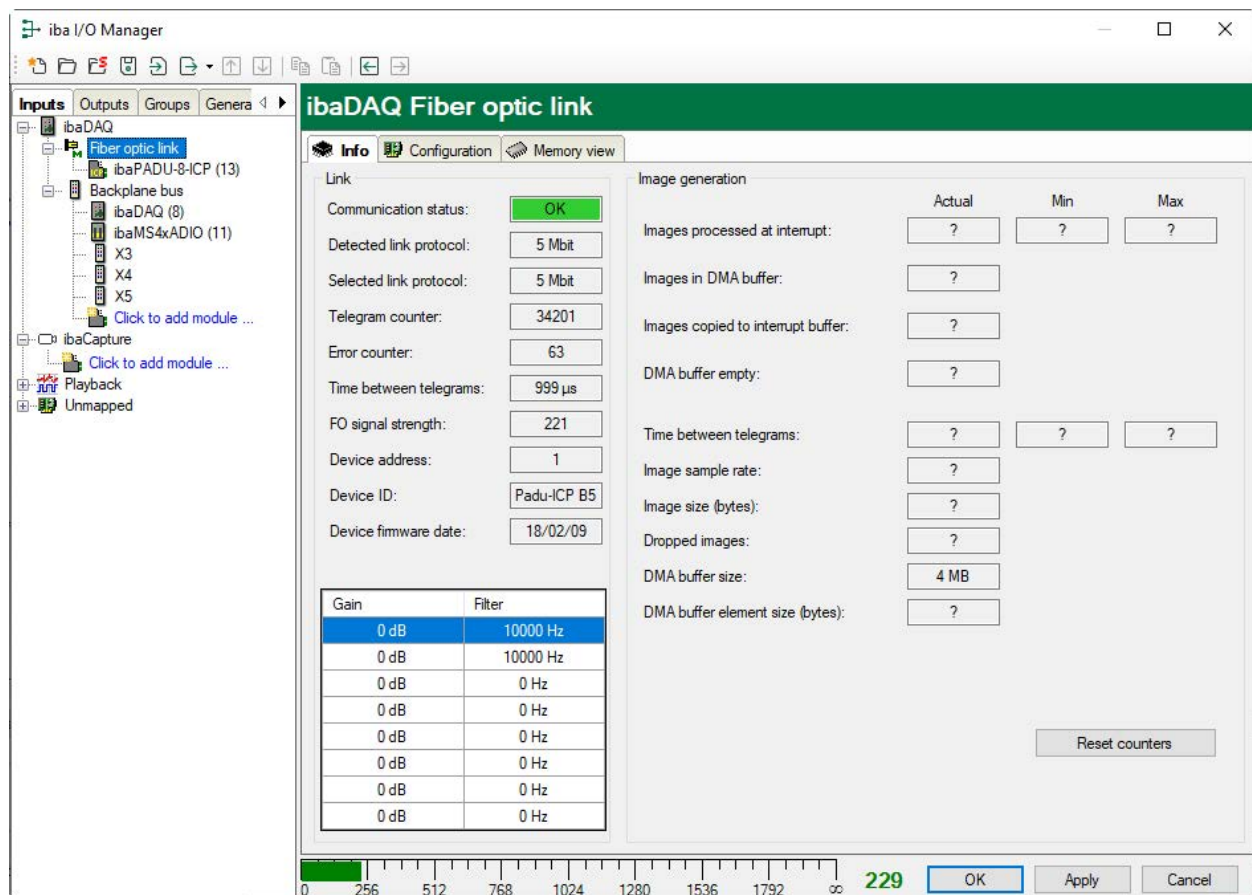 iba I/O Manager
Inputs Outputs Groups Genera
ibaDAQ
Fiber optic link
ibaPADU-8-ICP (13)
Backplane bus
ibaDAQ (8)
ibaMS4xADIO (11)
X3
X4
X5
Click to add module ...
ibaCapture
Click to add module ...
Playback
Unmapped
ibaDAQ Fiber optic link
Info Configuration Memory view
Link
Communication status: OK
Detected link protocol: 5 Mbit
Selected link protocol: 5 Mbit
Telegram counter: 34201
Error counter: 63
Time between telegrams: 999 µs
FO signal strength: 221
Device address: 1
Device ID: Padu-ICP B5
Device firmware date: 18/02/09
Gain Filter
0 dB 10000 Hz
0 dB 10000 Hz
0 dB 0 Hz
0 dB 0 Hz
0 dB 0 Hz
0 dB 0 Hz
0 dB 0 Hz
0 dB 0 Hz
Image generation
Actual Min Max
Images processed at interrupt: ? ? ?
Images in DMA buffer: ?
Images copied to interrupt buffer: ?
DMA buffer empty: ?
Time between telegrams: ? ? ?
Image sample rate: ?
Image size (bytes): ?
Dropped images: ?
DMA buffer size: 4 MB
DMA buffer element size (bytes): ?
Reset counters
0 256 512 768 1024 1280 1536 1792 ∞
229 OK Apply Cancel